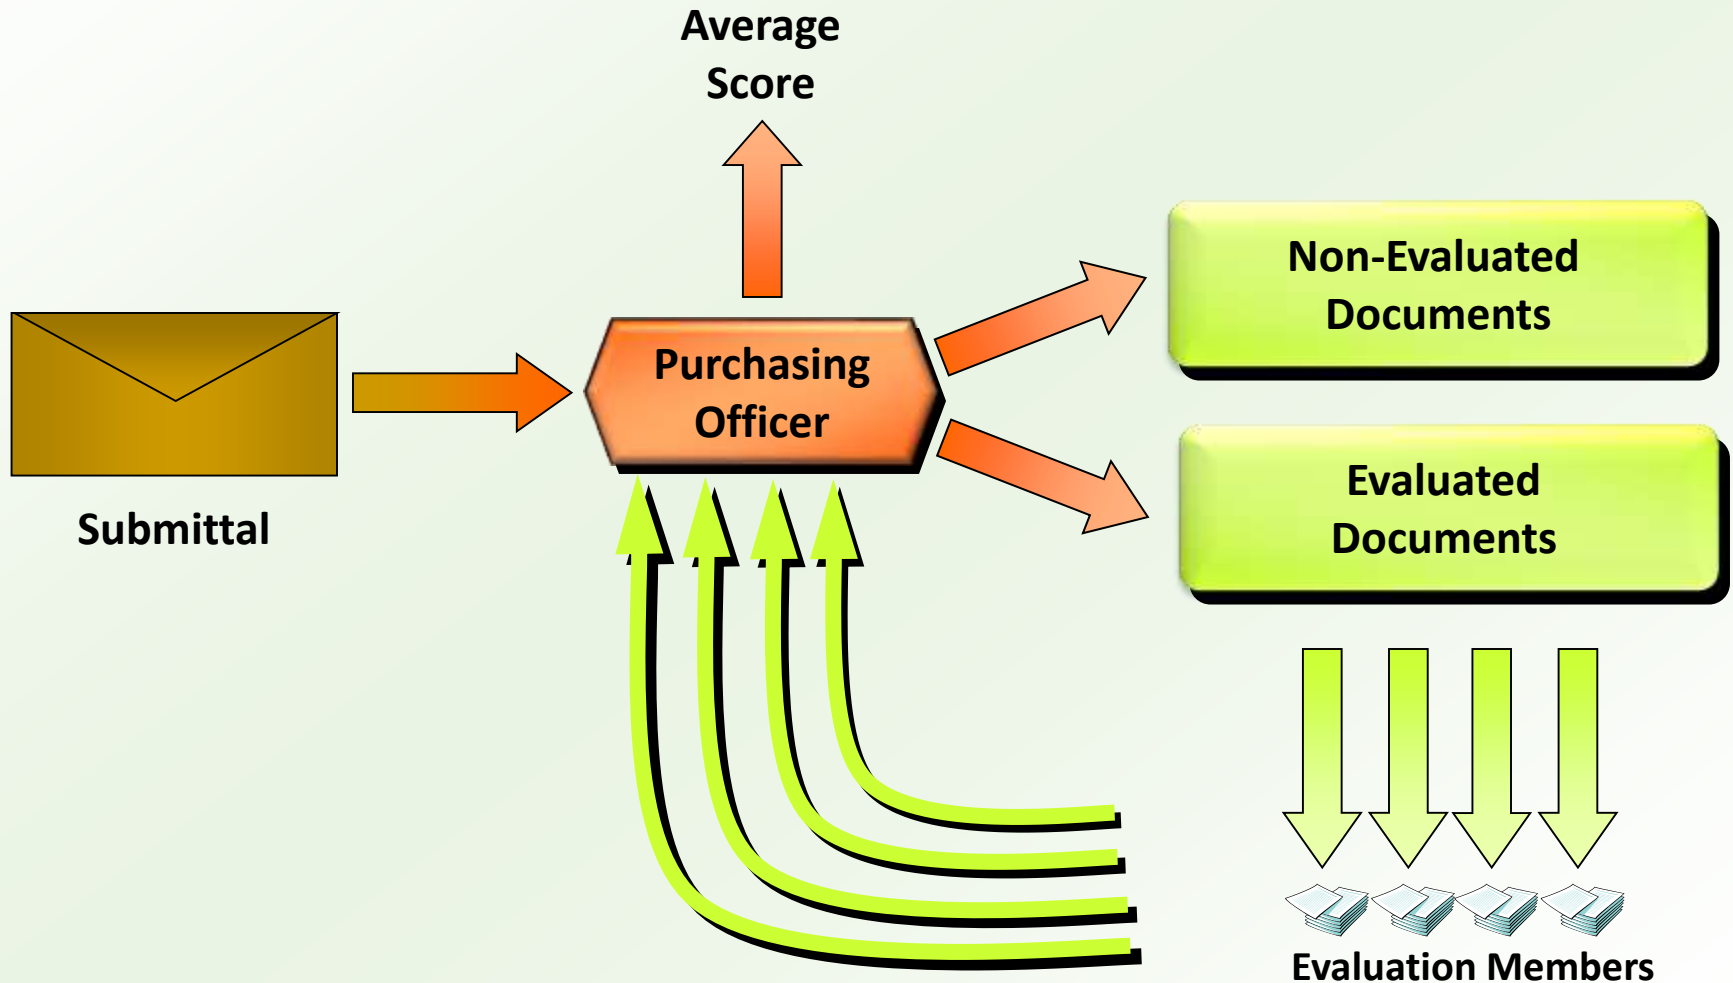 Average
Score
Purchasing
Officer
Submittal
Non-Evaluated
Documents
Evaluated
Documents
Evaluation Members